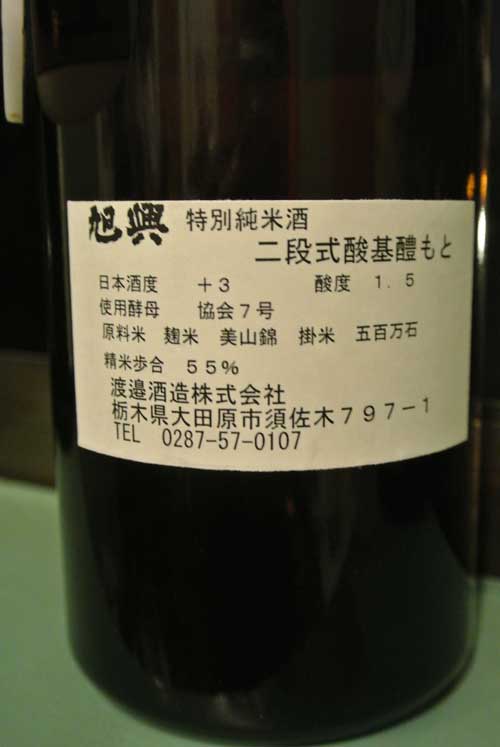 旭興 特別純米酒
二段式酸基醴もと
日本酒度 +3 酸度 1.5
使用酵母 協会7号
原料米 麹米 美山錦 掛米 五百万石
精米歩合 55%
渡邉酒造株式会社
栃木県大田原市須佐木797-1
TEL 0287-57-0107